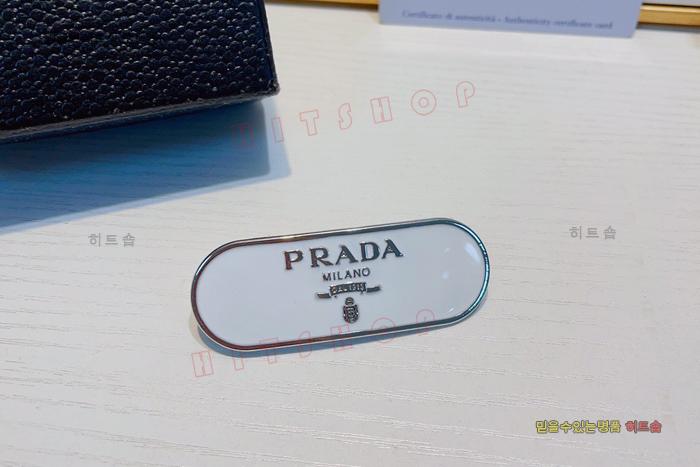 Certificato di autenticità - Authenticity certificate card
HITSHOP
히트숍
히트숍
PRADA
MILANO
HITSHOP
믿을수있는명품 히트숍